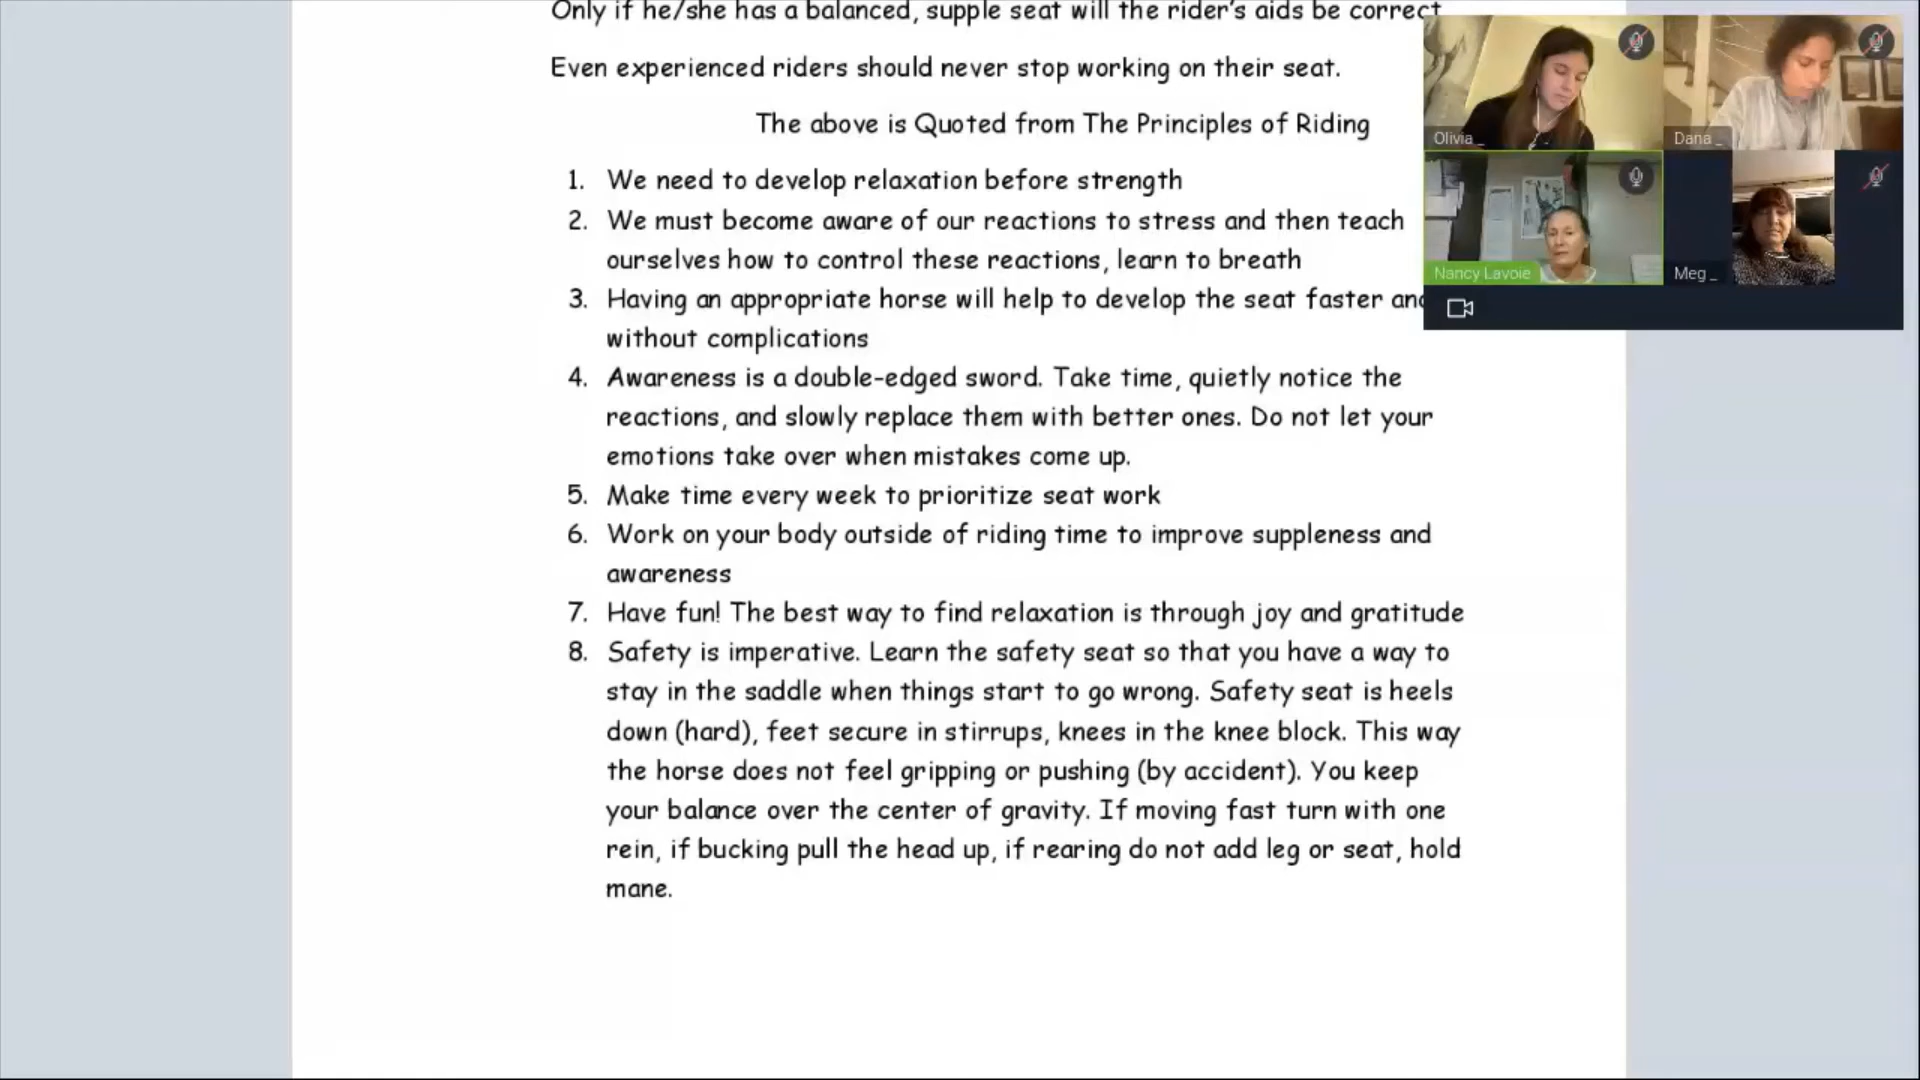 Only if he/she has a balanced, supple seat will the rider's aids be correct
Even experienced riders should never stop working on their seat.
The above is Quoted from The Principles of Riding
1. We need to develop relaxation before strength
2. We must become aware of our reactions to stress and then teach
ourselves how to control these reactions, learn to breath
3. Having an appropriate horse will help to develop the seat faster and
without complications
4. Awareness is a double-edged sword. Take time, quietly notice the
reactions, and slowly replace them with better ones. Do not let your
emotions take over when mistakes come up.
5. Make time every week to prioritize seat work
6. Work on your body outside of riding time to improve suppleness and
awareness
7. Have fun! The best way to find relaxation is through joy and gratitude
8. Safety is imperative. Learn the safety seat so that you have a way to
stay in the saddle when things start to go wrong. Safety seat is heels
down (hard), feet secure in stirrups, knees in the knee block. This way
the horse does not feel gripping or pushing (by accident). You keep
your balance over the center of gravity. If moving fast turn with one
rein, if bucking pull the head up, if rearing do not add leg or seat, hold
mane.
Olivia _
Dana _
Nancy Lavoie
Meg _